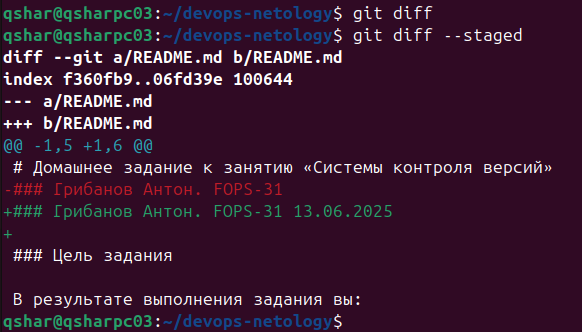 qshar@qsharpc03:~/devops-netology$ git diff
qshar@qsharpc03:~/devops-netology$ git diff --staged
diff --git a/README.md b/README.md
index f360fb9..06fd39e 100644
--- a/README.md
+++ b/README.md
@@ -1,5 +1,6 @@
 # Домашнее задание к занятию «Системы контроля версий»
-### Грибанов Антон. FOPS-31
+### Грибанов Антон. FOPS-31 13.06.2025
+
 ### Цель задания
 В результате выполнения задания вы:
qshar@qsharpc03:~/devops-netology$